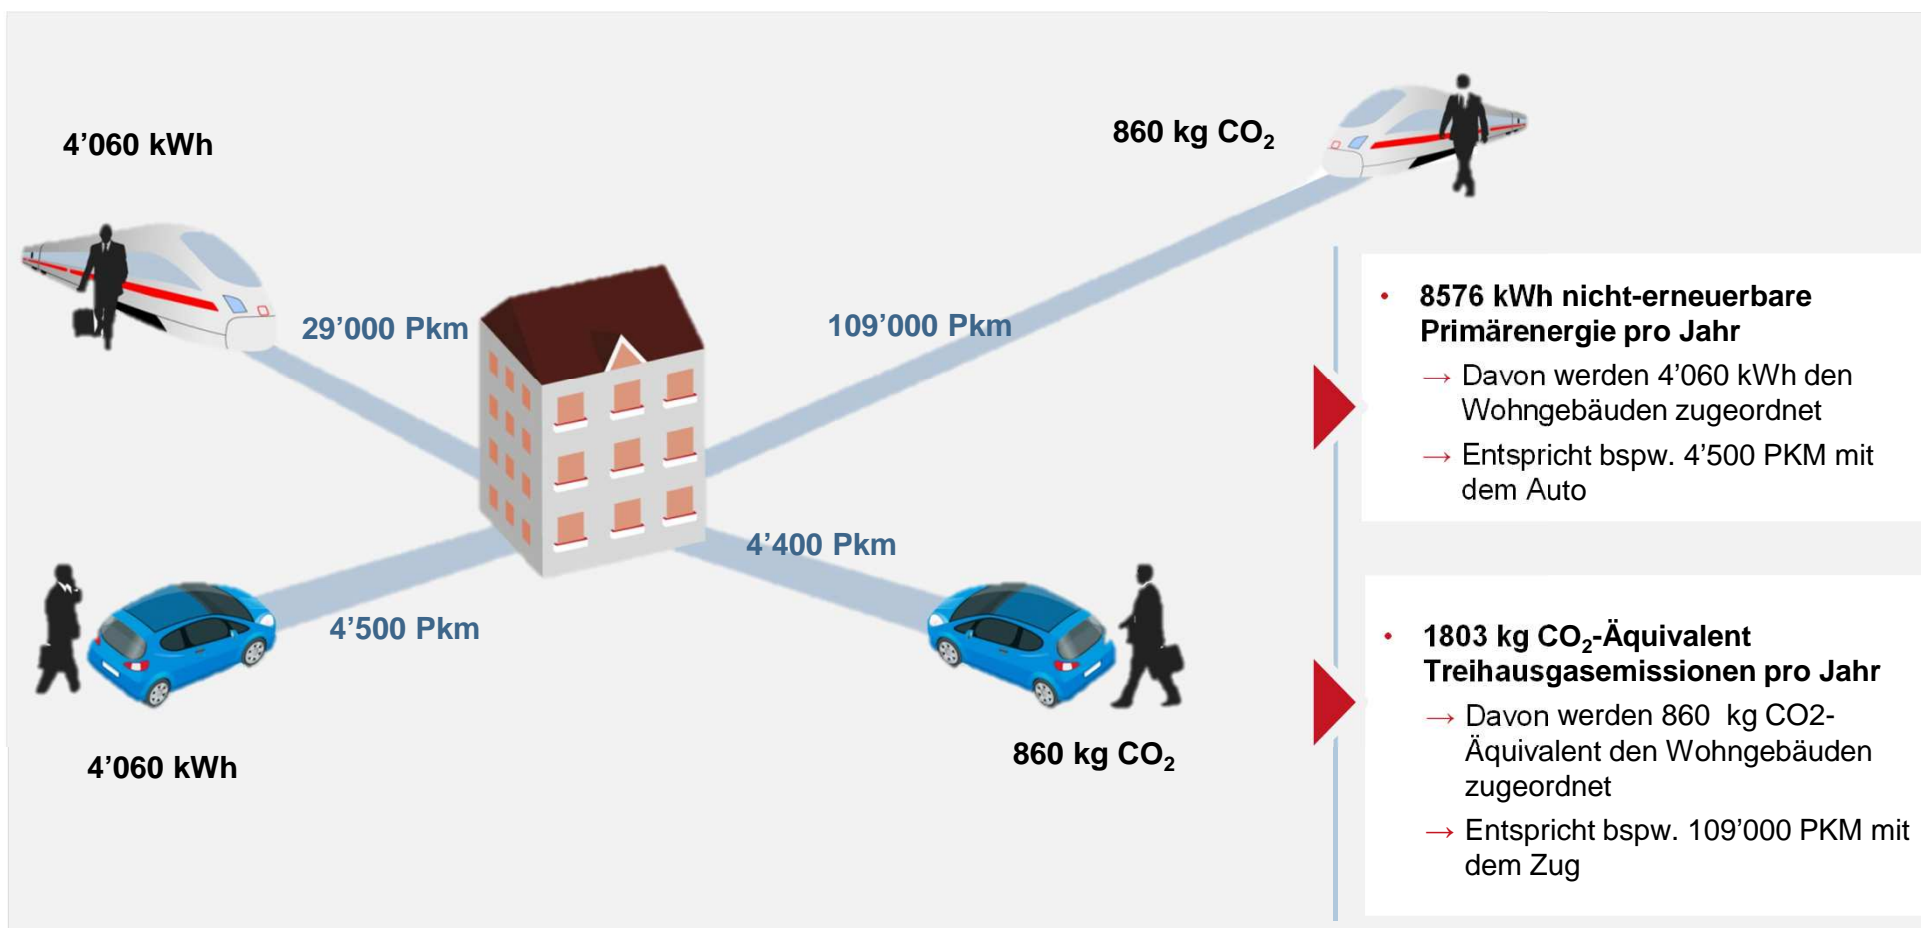 4’060 kWh
860 kg CO₂
29’000 Pkm
109’000 Pkm
4’400 Pkm
4’500 Pkm
4’060 kWh
860 kg CO₂
• 8576 kWh nicht-erneuerbare
Primärenergie pro Jahr
→ Davon werden 4’060 kWh den
Wohngebäuden zugeordnet
→ Entspricht bspw. 4’500 PKM mit
dem Auto
• 1803 kg CO₂-Äquivalent
Treihausgasemissionen pro Jahr
→ Davon werden 860 kg CO2-
Äquivalent den Wohngebäuden
zugeordnet
→ Entspricht bspw. 109’000 PKM mit
dem Zug